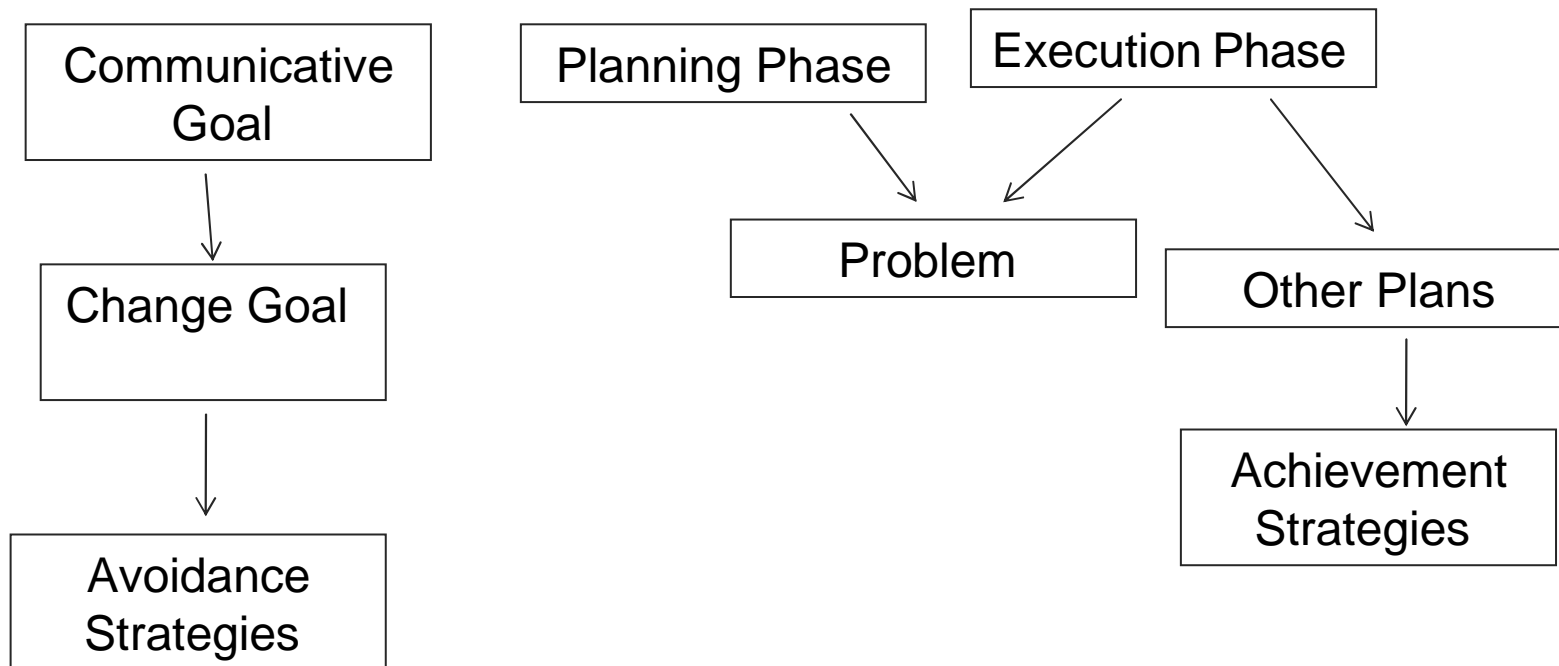 Communicative
Goal
Planning Phase
Execution Phase
Change Goal
Problem
Other Plans
Avoidance
Strategies
Achievement
Strategies